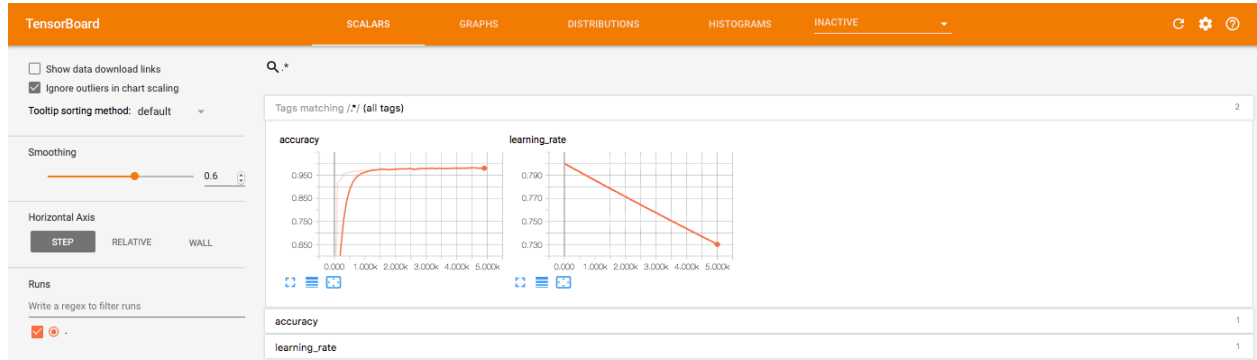 TensorBoard SCALARS GRAPHS DISTRIBUTIONS HISTOGRAMS INACTIVE
Show data download links
Ignore outliers in chart scaling
Tooltip sorting method: default
Smoothing
0.6
Horizontal Axis
STEP RELATIVE WALL
Runs
Write a regex to filter runs
.
.*
Tags matching /.*/ (all tags) 2
accuracy
0.950
0.850
0.750
0.650
0.000 1.000k 2.000k 3.000k 4.000k 5.000k
learning_rate
0.790
0.770
0.750
0.730
0.000 1.000k 2.000k 3.000k 4.000k 5.000k
accuracy 1
learning_rate 1